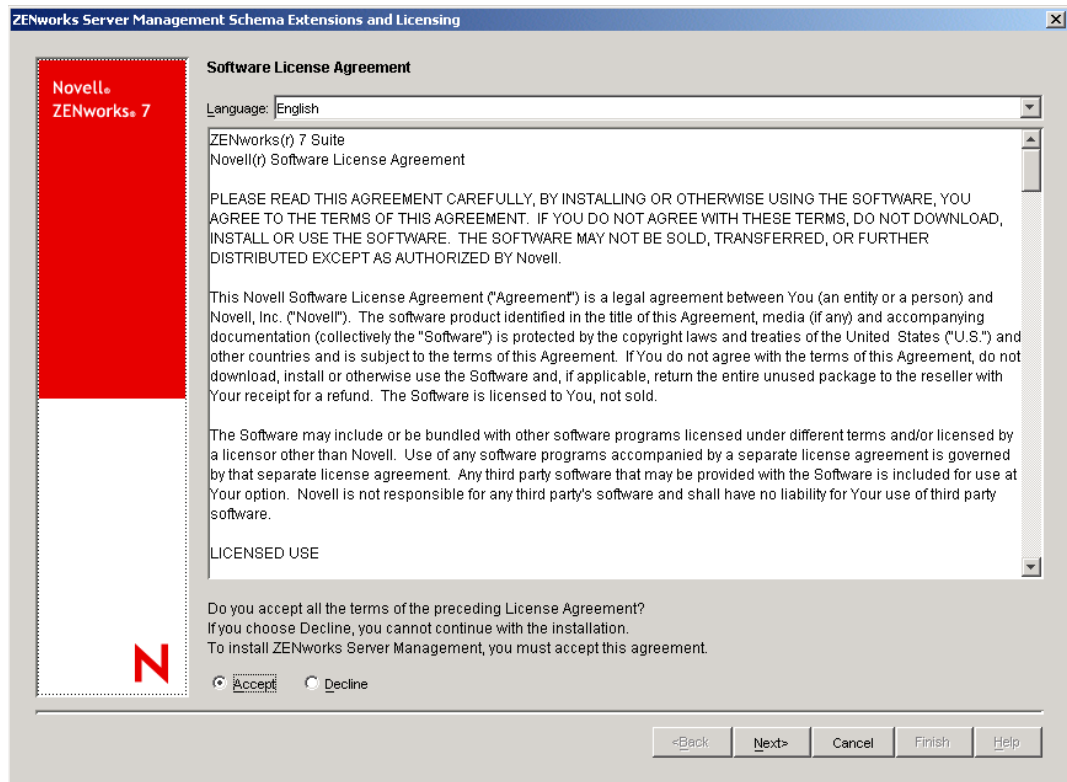 ZENworks Server Management Schema Extensions and Licensing
Novell®
ZENworks® 7
Software License Agreement
Language: English
ZENworks(r) 7 Suite
Novell(r) Software License Agreement
PLEASE READ THIS AGREEMENT CAREFULLY, BY INSTALLING OR OTHERWISE USING THE SOFTWARE, YOU
AGREE TO THE TERMS OF THIS AGREEMENT.  IF YOU DO NOT AGREE WITH THESE TERMS, DO NOT DOWNLOAD,
INSTALL OR USE THE SOFTWARE.  THE SOFTWARE MAY NOT BE SOLD, TRANSFERRED, OR FURTHER
DISTRIBUTED EXCEPT AS AUTHORIZED BY Novell.
This Novell Software License Agreement ("Agreement") is a legal agreement between You (an entity or a person) and
Novell, Inc. ("Novell").  The software product identified in the title of this Agreement, media (if any) and accompanying
documentation (collectively the "Software") is protected by the copyright laws and treaties of the United  States ("U.S.") and
other countries and is subject to the terms of this Agreement.  If You do not agree with the terms of this Agreement, do not
download, install or otherwise use the Software and, if applicable, return the entire unused package to the reseller with
Your receipt for a refund.  The Software is licensed to You, not sold.
The Software may include or be bundled with other software programs licensed under different terms and/or licensed by
a licensor other than Novell.  Use of any software programs accompanied by a separate license agreement is governed
by that separate license agreement.  Any third party software that may be provided with the Software is included for use at
Your option.  Novell is not responsible for any third party's software and shall have no liability for Your use of third party
software.
LICENSED USE
Do you accept all the terms of the preceding License Agreement?
If you choose Decline, you cannot continue with the installation.
To install ZENworks Server Management, you must accept this agreement.
Accept Decline
N
<Back Next> Cancel Finish Help